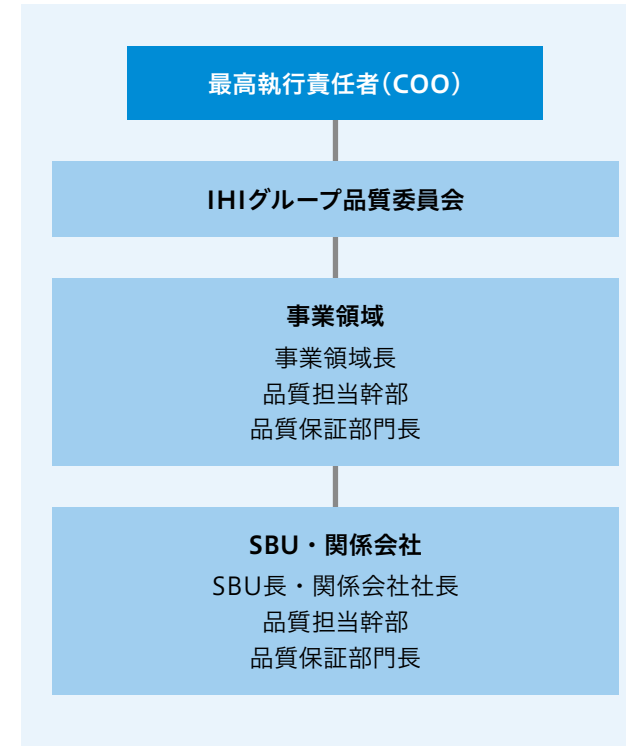 最高執行責任者（COO）
IHIグループ品質委員会
事業領域
事業領域長
品質担当幹部
品質保証部門長
SBU・関係会社
SBU長・関係会社社長
品質担当幹部
品質保証部門長